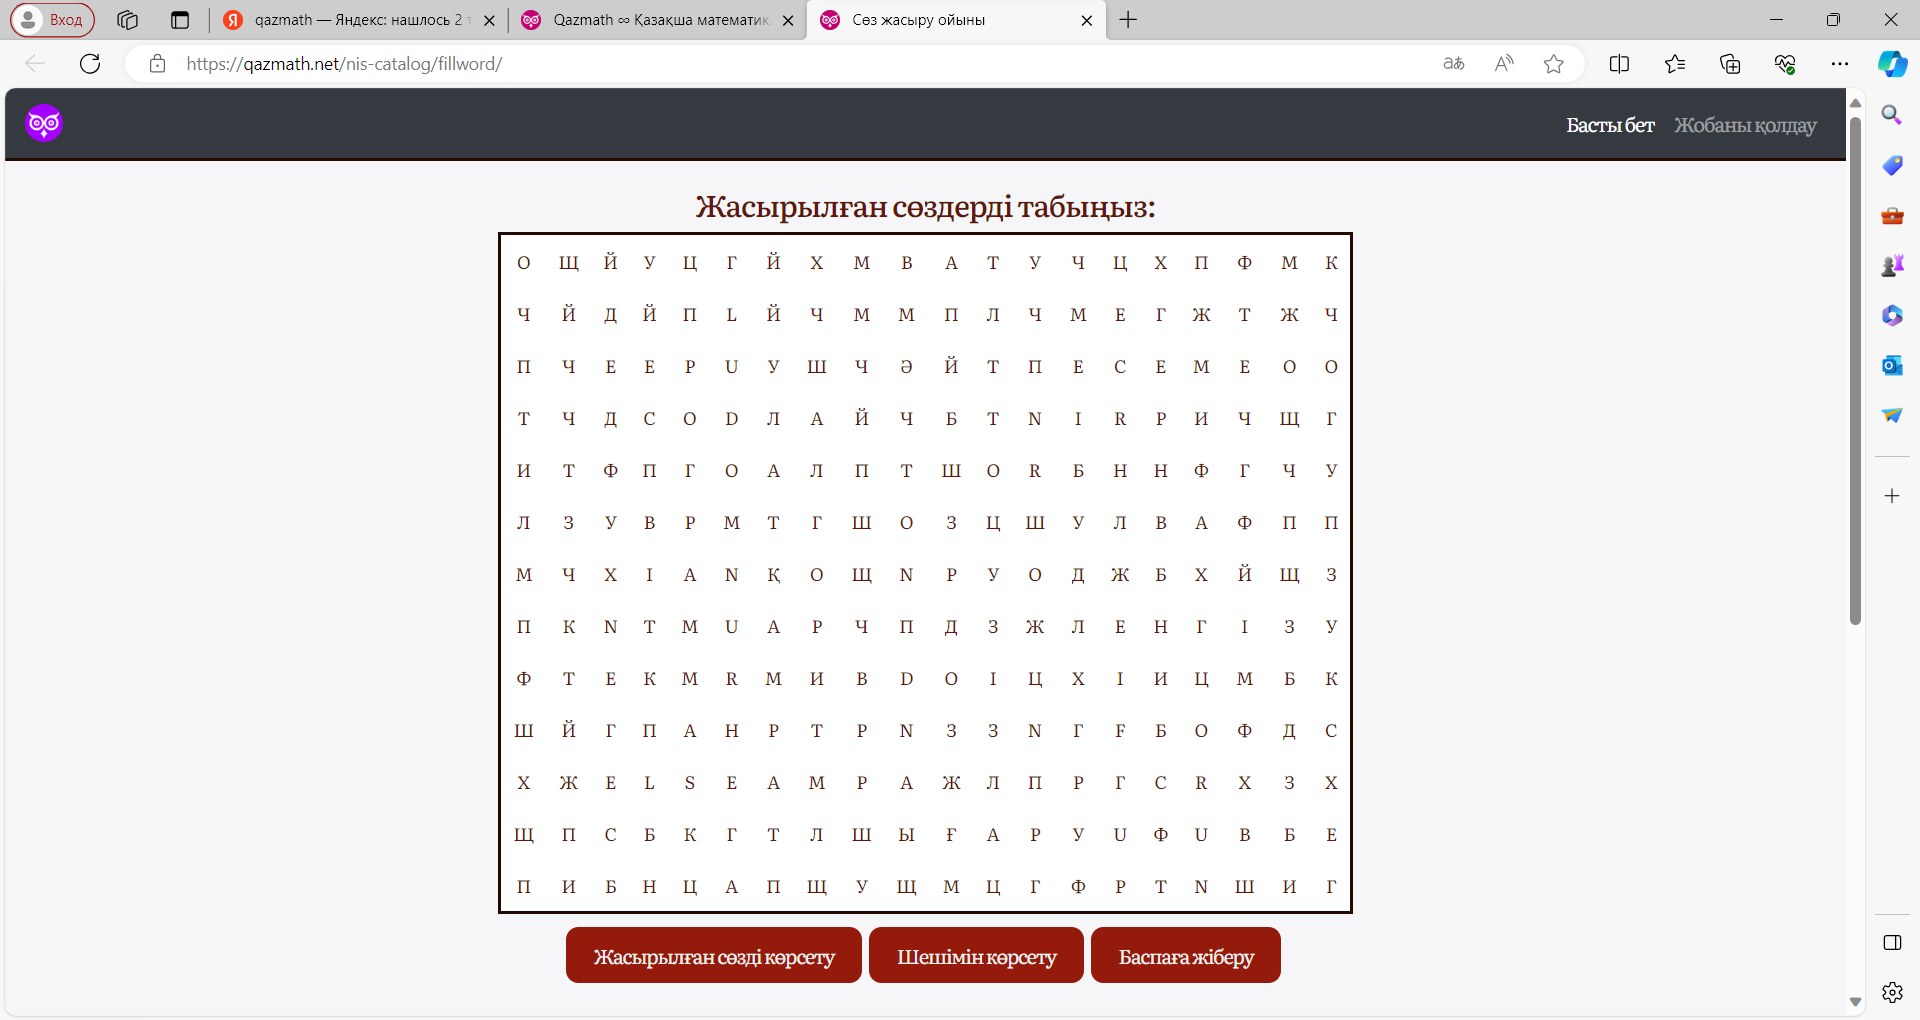 Вход
qazmath — Яндекс: нашлось 2 т
Qazmath ∞ Қазақша математик
Сөз жасыру ойыны
https://qazmath.net/nis-catalog/fillword/
Басты бет Жобаны қолдау
Жасырылған сөздерді табыңыз:
О Щ Й У Ц Г Й Х М В А Т У Ч Ц Х П Ф М К
Ч Й Д Й П L Й Ч М М П Л Ч М Е Г Ж Т Ж Ч
П Ч Е Е Р U У Ш Ч Ә Й Т П Е С Е М Е О О
Т Ч Д С О D Л А Й Ч Б Т N I R Р И Ч Щ Г
И Т Ф П Г О А Л П Т Ш О R Б Н Н Ф Г Ч У
Л З У В Р М Т Г Ш О З Ц Ш У Л В А Ф П П
М Ч Х І А N Қ О Щ N Р У О Д Ж Б Х Й Щ З
П К N Т М U А Р Ч П Д З Ж Л Е Н Г І З У
Ф Т Е К М R М И В D О І Ц Х I И Ц М Б К
Ш Й Г П А Н Р Т Р N З З N Г F Б О Ф Д С
Х Ж Е L S E А М Р А Ж Л П Р Г С R Х З Х
Щ П С Б К Г Т Л Ш Ы Ғ А Р У U Ф U В Б Е
П И Б Н Ц А П Щ У Щ М Ц Г Ф Р Т N Ш И Г
Жасырылған сөзді көрсету Шешімін көрсету Баспаға жіберу